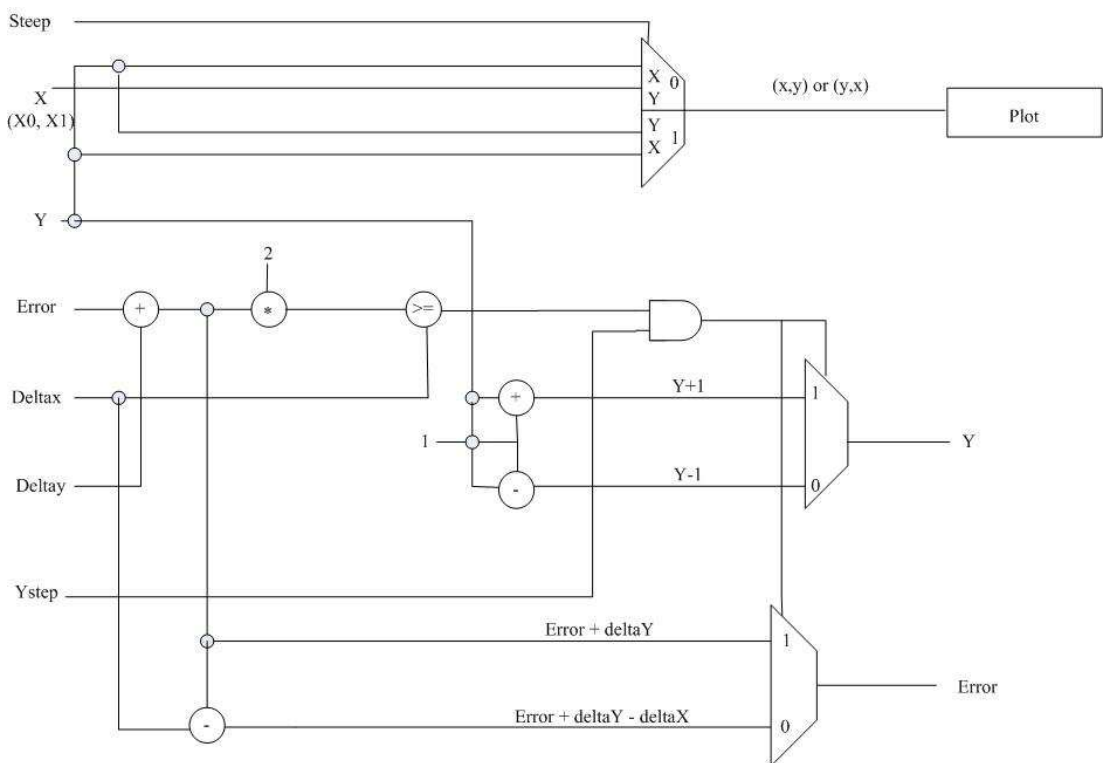 Steep
X
(X0, X1)
X 0
Y
Y
1
X
(x,y) or (y,x)
Plot
Y
2
Error
+
*
>=
Deltax
+
Y+1
1
1
Y
Deltay
-
Y-1
0
Ystep
Error + deltaY
1
Error
-
Error + deltaY - deltaX
0